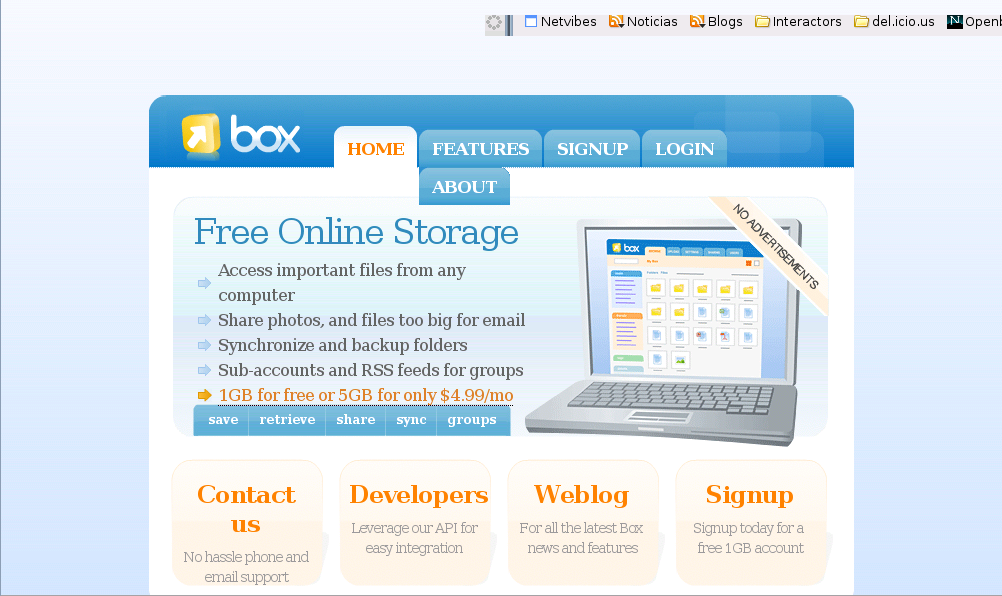 Netvibes Noticias Blogs Interactors del.icio.us Openb
box
HOME FEATURES SIGNUP LOGIN
ABOUT
Free Online Storage
NO ADVERTISEMENTS
Access important files from any
computer
Share photos, and files too big for email
Synchronize and backup folders
Sub-accounts and RSS feeds for groups
1GB for free or 5GB for only $4.99/mo
save retrieve share sync groups
box
Contact
us
No hassle phone and
email support
Developers
Leverage our API for
easy integration
Weblog
For all the latest Box
news and features
Signup
Signup today for a
free 1GB account